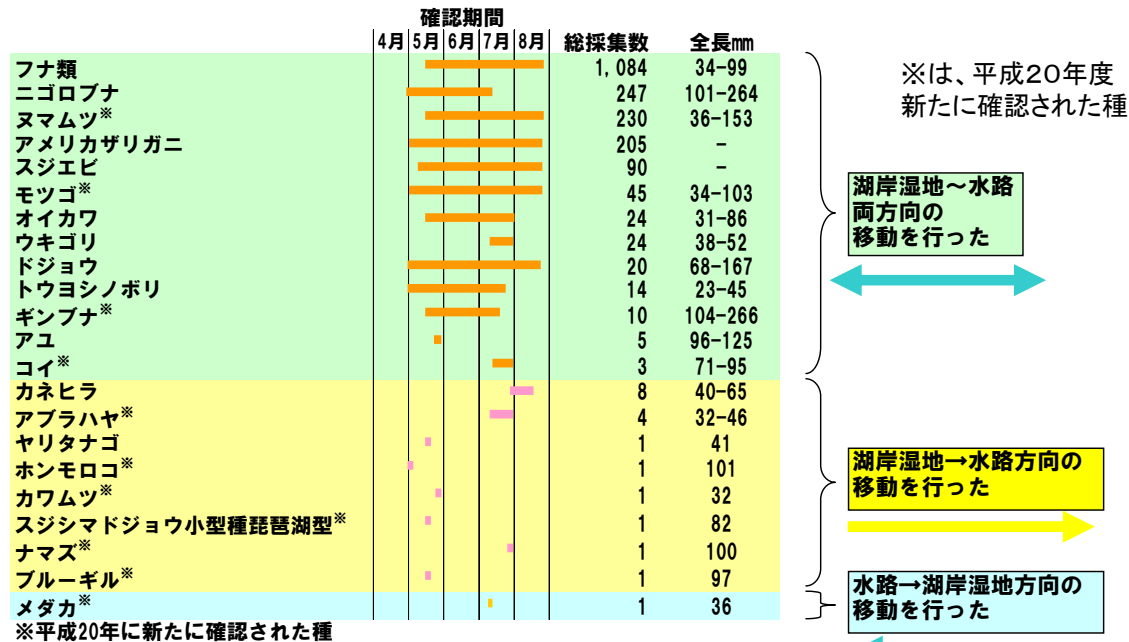 確認期間
4月 5月 6月 7月 8月 総採集数 全長mm
フナ類 1,084 34-99
ニゴロブナ 247 101-264
ヌマムツ※ 230 36-153
アメリカザリガニ 205 -
スジエビ 90 -
モツゴ※ 45 34-103
オイカワ 24 31-86
ウキゴリ 24 38-52
ドジョウ 20 68-167
トウヨシノボリ 14 23-45
ギンブナ※ 10 104-266
アユ 5 96-125
コイ※ 3 71-95
カネヒラ 8 40-65
アブラハヤ※ 4 32-46
ヤリタナゴ 1 41
ホンモロコ※ 1 101
カワムツ※ 1 32
スジシマドジョウ小型種琵琶湖型※ 1 82
ナマズ※ 1 100
ブルーギル※ 1 97
メダカ※ 1 36
※平成20年に新たに確認された種
※は、平成20年度
新たに確認された種
湖岸湿地～水路
両方向の
移動を行った
湖岸湿地→水路方向の
移動を行った
水路→湖岸湿地方向の
移動を行った